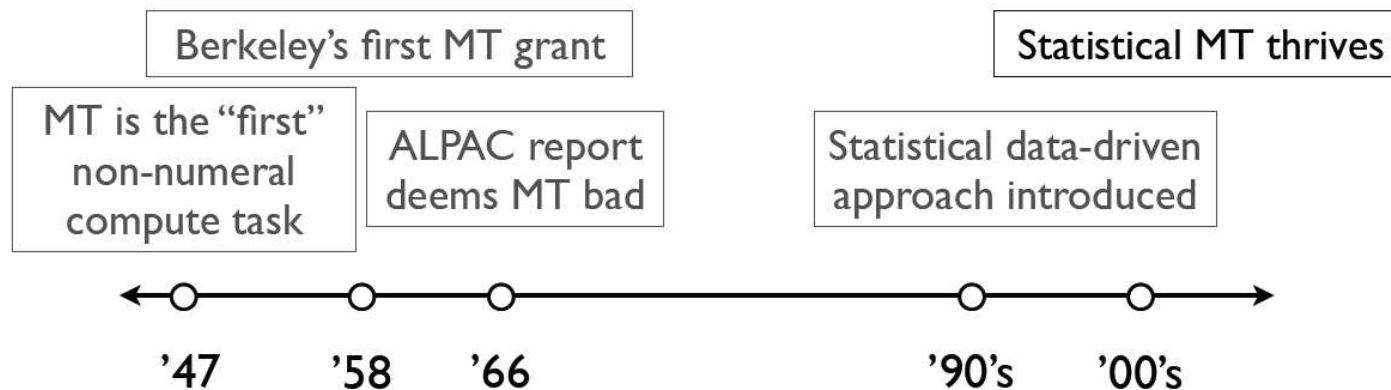 Berkeley’s first MT grant
Statistical MT thrives
MT is the “first”
non-numeral
compute task
ALPAC report
deems MT bad
Statistical data-driven
approach introduced
’47
’58
’66
’90’s
’00’s